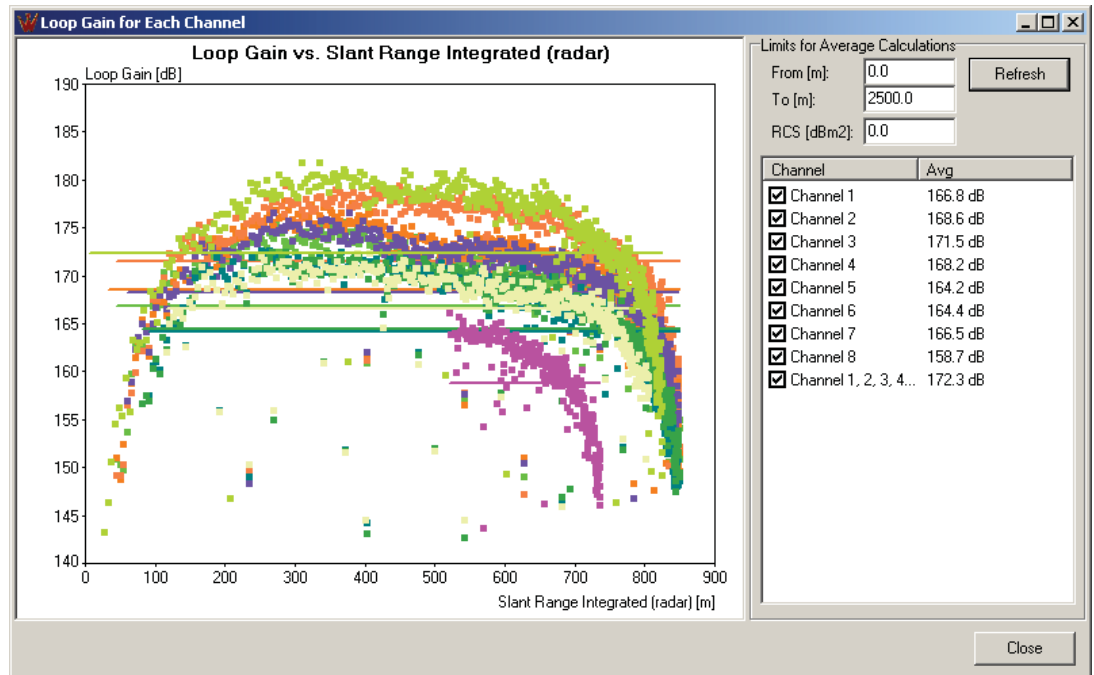 Loop Gain for Each Channel
Loop Gain vs. Slant Range Integrated (radar)
Loop Gain [dB]
190
185
180
175
170
165
160
155
150
145
140
0 100 200 300 400 500 600 700 800 900
Slant Range Integrated (radar) [m]
Limits for Average Calculations
From [m]: 0.0 Refresh
To [m]: 2500.0
RCS [dBm2]: 0.0
Channel Avg
Channel 1 166.8 dB
Channel 2 168.6 dB
Channel 3 171.5 dB
Channel 4 168.2 dB
Channel 5 164.2 dB
Channel 6 164.4 dB
Channel 7 166.5 dB
Channel 8 158.7 dB
Channel 1, 2, 3, 4... 172.3 dB
Close